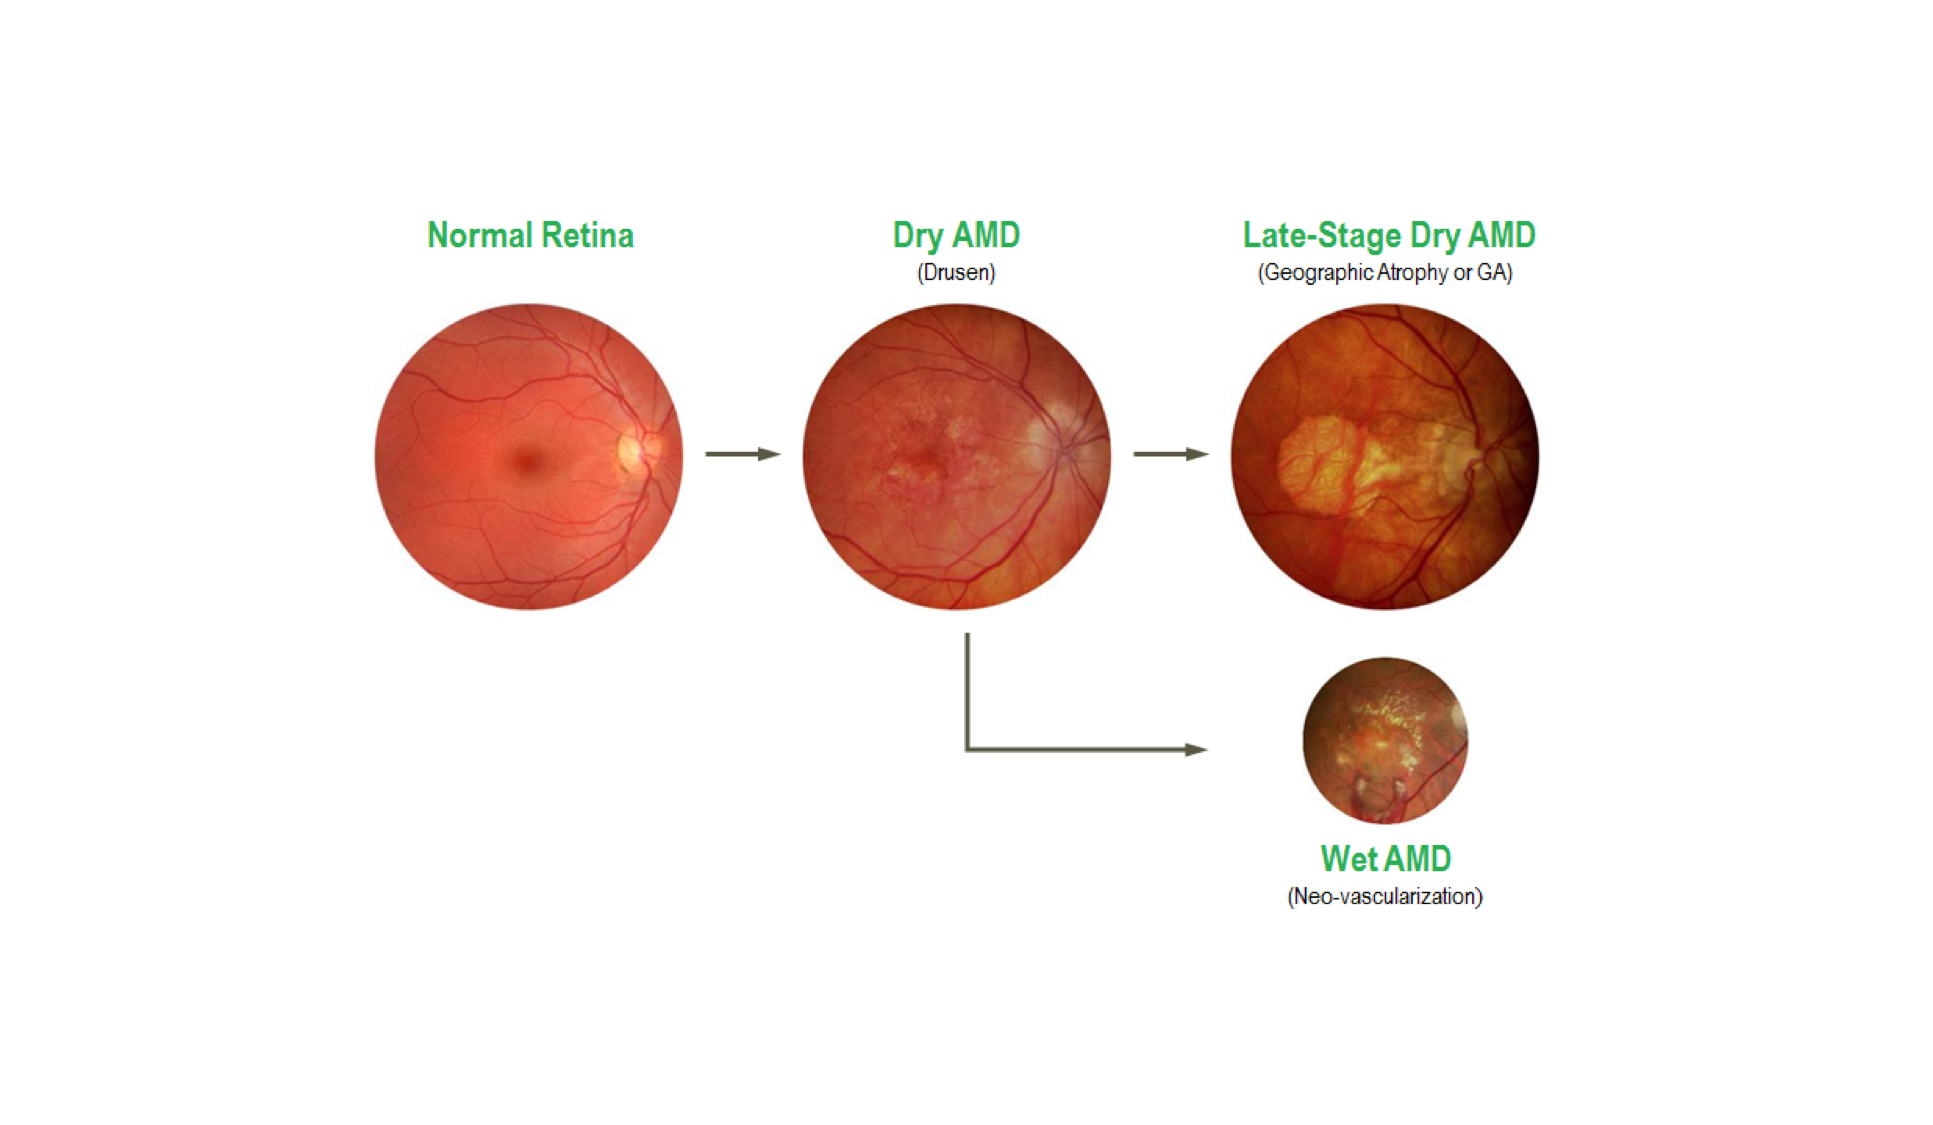 Normal Retina
Dry AMD
(Drusen)
Late-Stage Dry AMD
(Geographic Atrophy or GA)
Wet AMD
(Neo-vascularization)